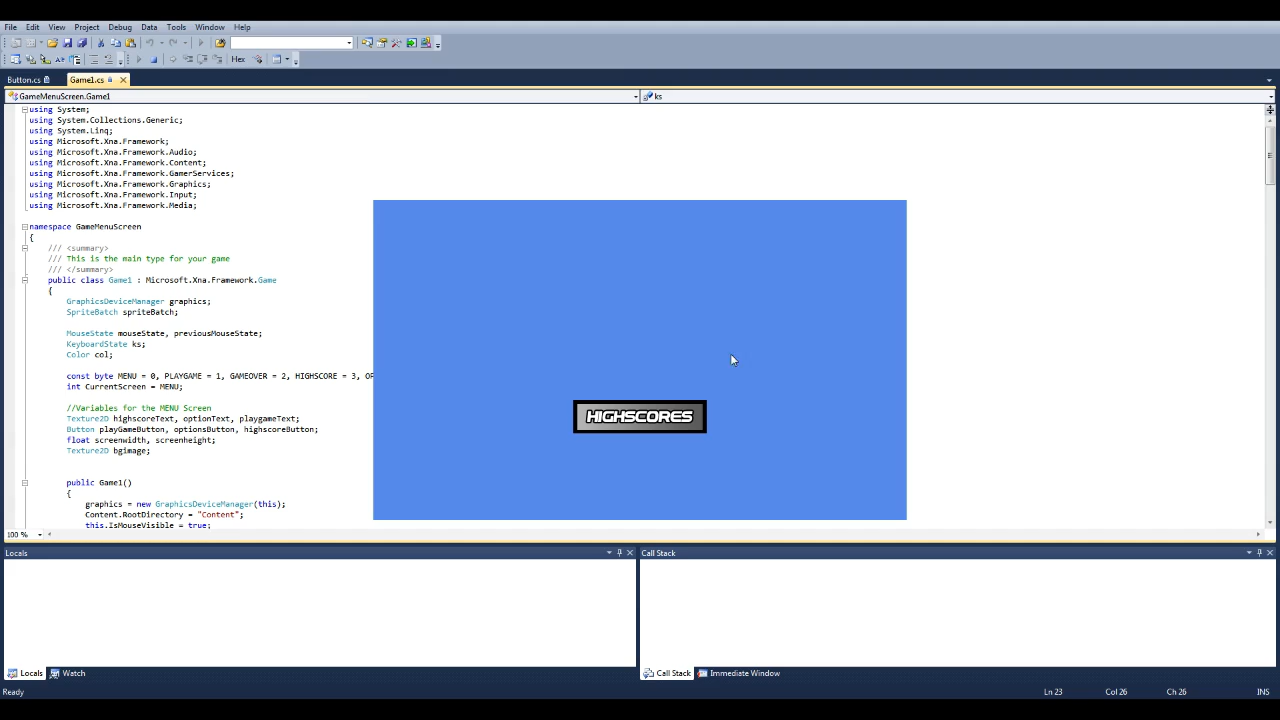 File Edit View Project Debug Data Tools Window Help
Hex
Button.cs Game1.cs
GameMenuScreen.Game1 ks
using System;
using System.Collections.Generic;
using System.Linq;
using Microsoft.Xna.Framework;
using Microsoft.Xna.Framework.Audio;
using Microsoft.Xna.Framework.Content;
using Microsoft.Xna.Framework.GamerServices;
using Microsoft.Xna.Framework.Graphics;
using Microsoft.Xna.Framework.Input;
using Microsoft.Xna.Framework.Media;
namespace GameMenuScreen
{
/// <summary>
/// This is the main type for your game
/// </summary>
public class Game1 : Microsoft.Xna.Framework.Game
{
GraphicsDeviceManager graphics;
SpriteBatch spriteBatch;
MouseState mouseState, previousMouseState;
KeyboardState ks;
Color col;
const byte MENU = 0, PLAYGAME = 1, GAMEOVER = 2, HIGHSCORE = 3, OP
int CurrentScreen = MENU;
//Variables for the MENU Screen
Texture2D highscoreText, optionText, playgameText;
Button playGameButton, optionsButton, highscoreButton;
float screenwidth, screenheight;
Texture2D bgimage;
public Game1()
{
graphics = new GraphicsDeviceManager(this);
Content.RootDirectory = "Content";
this.IsMouseVisible = true;
HIGHSCORES
100 %
Locals Call Stack
Locals Watch Call Stack Immediate Window
Ready Ln 23 Col 26 Ch 26 INS